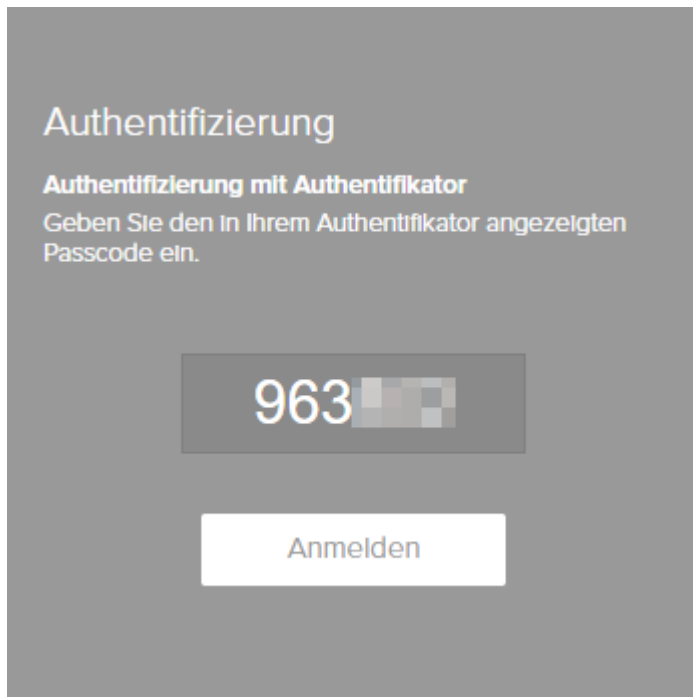 Authentifizierung
Authentifizierung mit Authentifikator
Geben Sie den in Ihrem Authentifikator angezeigten
Passcode ein.
963
Anmelden